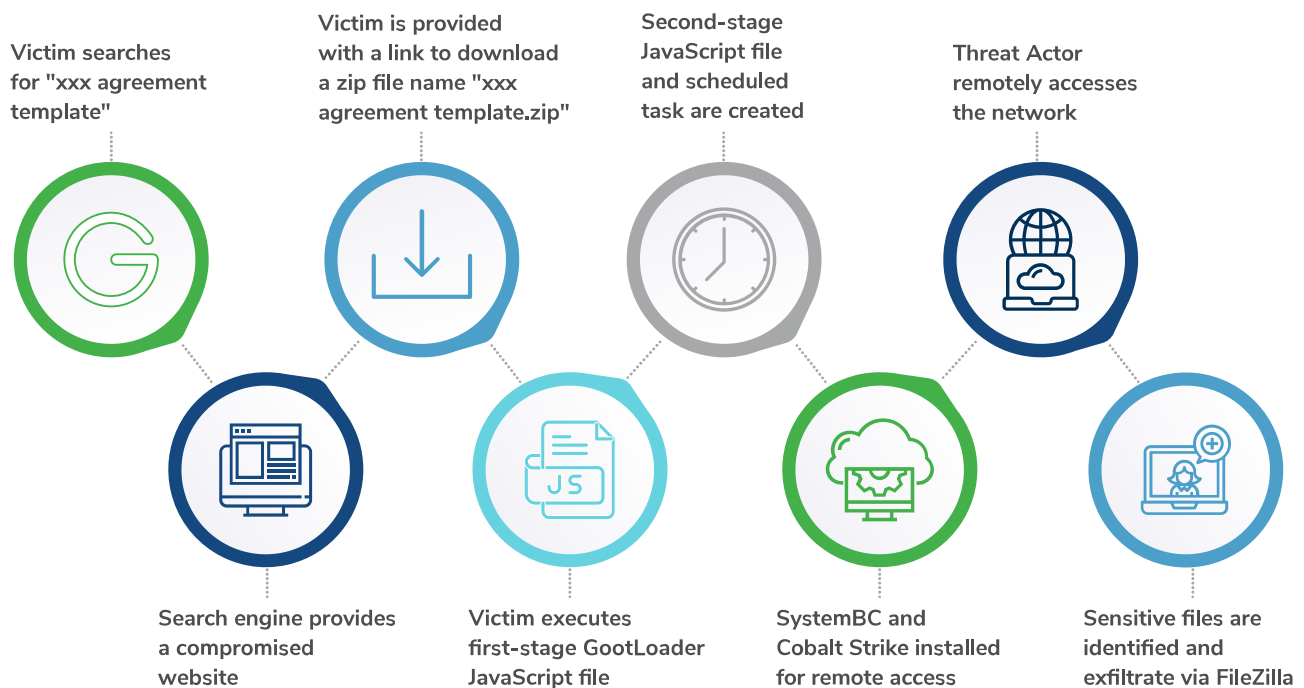 Victim searches
for "xxx agreement
template"
Search engine provides
a compromised
website
Victim is provided
with a link to download
a zip file name "xxx
agreement template.zip"
Victim executes
first-stage GootLoader
JavaScript file
JS
Second-stage
JavaScript file
and scheduled
task are created
SystemBC and
Cobalt Strike installed
for remote access
Threat Actor
remotely accesses
the network
Sensitive files are
identified and
exfiltrate via FileZilla